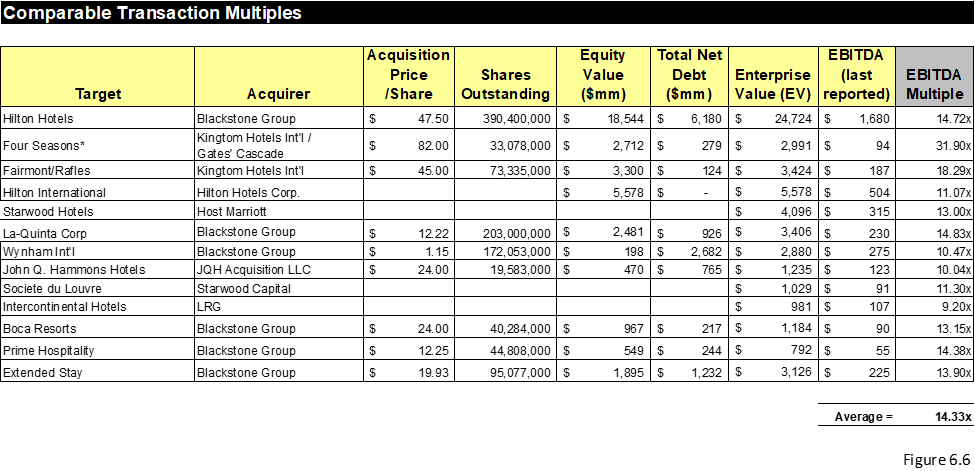 Comparable Transaction Multiples
Target Acquirer Acquisition Price /Share Shares Outstanding Equity Value ($mm) Total Net Debt ($mm) Enterprise Value (EV) EBITDA (last reported) EBITDA Multiple
Hilton Hotels Blackstone Group $ 47.50 390,400,000 $ 18,544 $ 6,180 $ 24,724 $ 1,680 14.72x
Four Seasons* Kingtom Hotels Int'l / Gates' Cascade $ 82.00 33,078,000 $ 2,712 $ 279 $ 2,991 $ 94 31.90x
Fairmont/Rafles Kingtom Hotels Int'l $ 45.00 73,335,000 $ 3,300 $ 124 $ 3,424 $ 187 18.29x
Hilton International Hilton Hotels Corp. $ 5,578 $ - $ 5,578 $ 504 11.07x
Starwood Hotels Host Marriott $ 4,096 $ 315 13.00x
La-Quinta Corp Blackstone Group $ 12.22 203,000,000 $ 2,481 $ 926 $ 3,406 $ 230 14.83x
Wynham Int'l Blackstone Group $ 1.15 172,053,000 $ 198 $ 2,682 $ 2,880 $ 275 10.47x
John Q. Hammons Hotels JQH Acquisition LLC $ 24.00 19,583,000 $ 470 $ 765 $ 1,235 $ 123 10.04x
Societe du Louvre Starwood Capital $ 1,029 $ 91 11.30x
Intercontinental Hotels LRG $ 981 $ 107 9.20x
Boca Resorts Blackstone Group $ 24.00 40,284,000 $ 967 $ 217 $ 1,184 $ 90 13.15x
Prime Hospitality Blackstone Group $ 12.25 44,808,000 $ 549 $ 244 $ 792 $ 55 14.38x
Extended Stay Blackstone Group $ 19.93 95,077,000 $ 1,895 $ 1,232 $ 3,126 $ 225 13.90x
Average = 14.33x
Figure 6.6